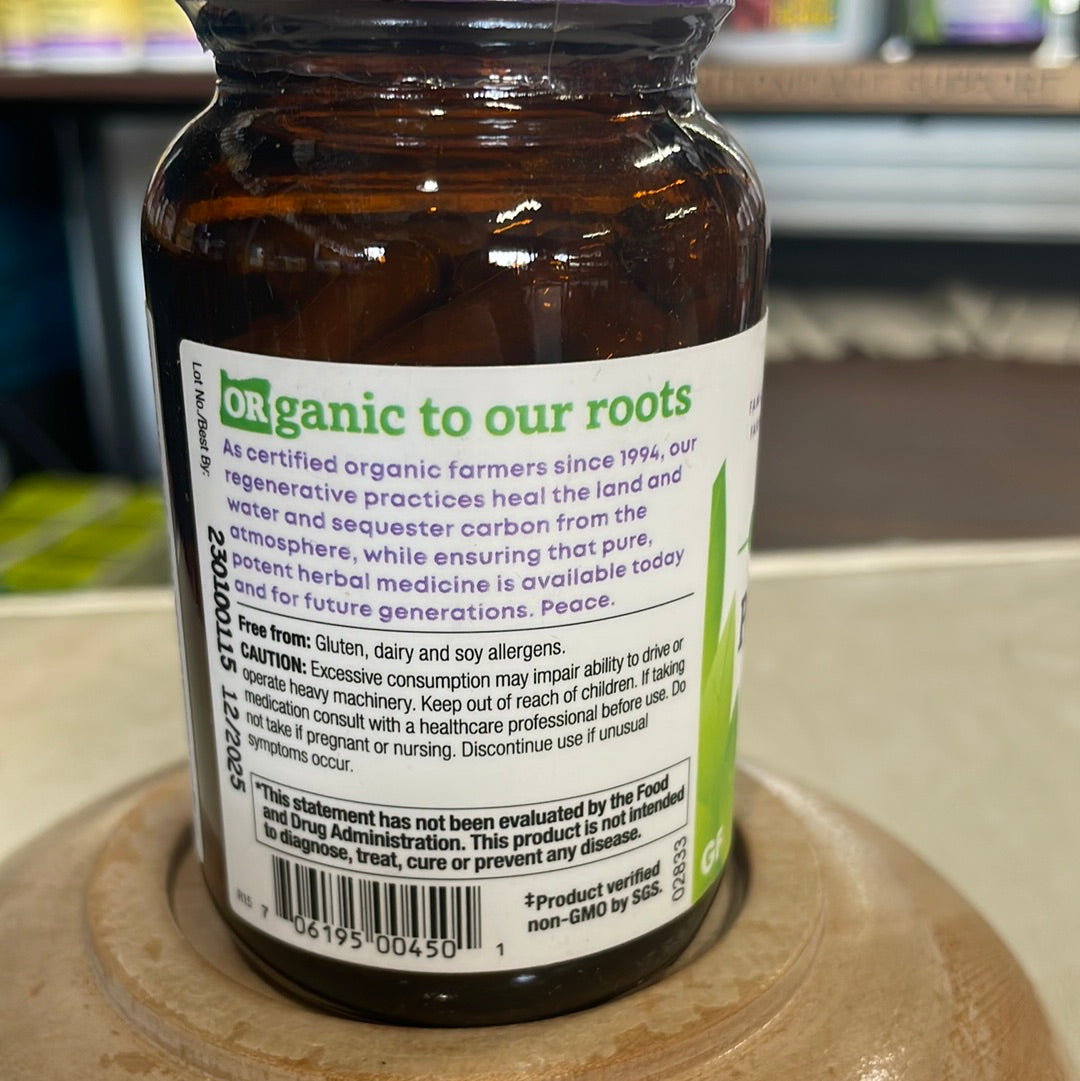 ORganic to our roots
As certified organic farmers since 1994, our
regenerative practices heal the land and
water and sequester carbon from the
atmosphere, while ensuring that pure,
potent herbal medicine is available today
and for future generations. Peace.
Free from: Gluten, dairy and soy allergens.
CAUTION: Excessive consumption may impair ability to drive or
operate heavy machinery. Keep out of reach of children. If taking
medication consult with a healthcare professional before use. Do
not take if pregnant or nursing. Discontinue use if unusual
symptoms occur.
*This statement has not been evaluated by the Food
and Drug Administration. This product is not intended
to diagnose, treat, cure or prevent any disease.
‡Product verified
non-GMO by SGS.
02833
7 06195 00450 1
Lot No./Best By:
230100115 12/2025
GF